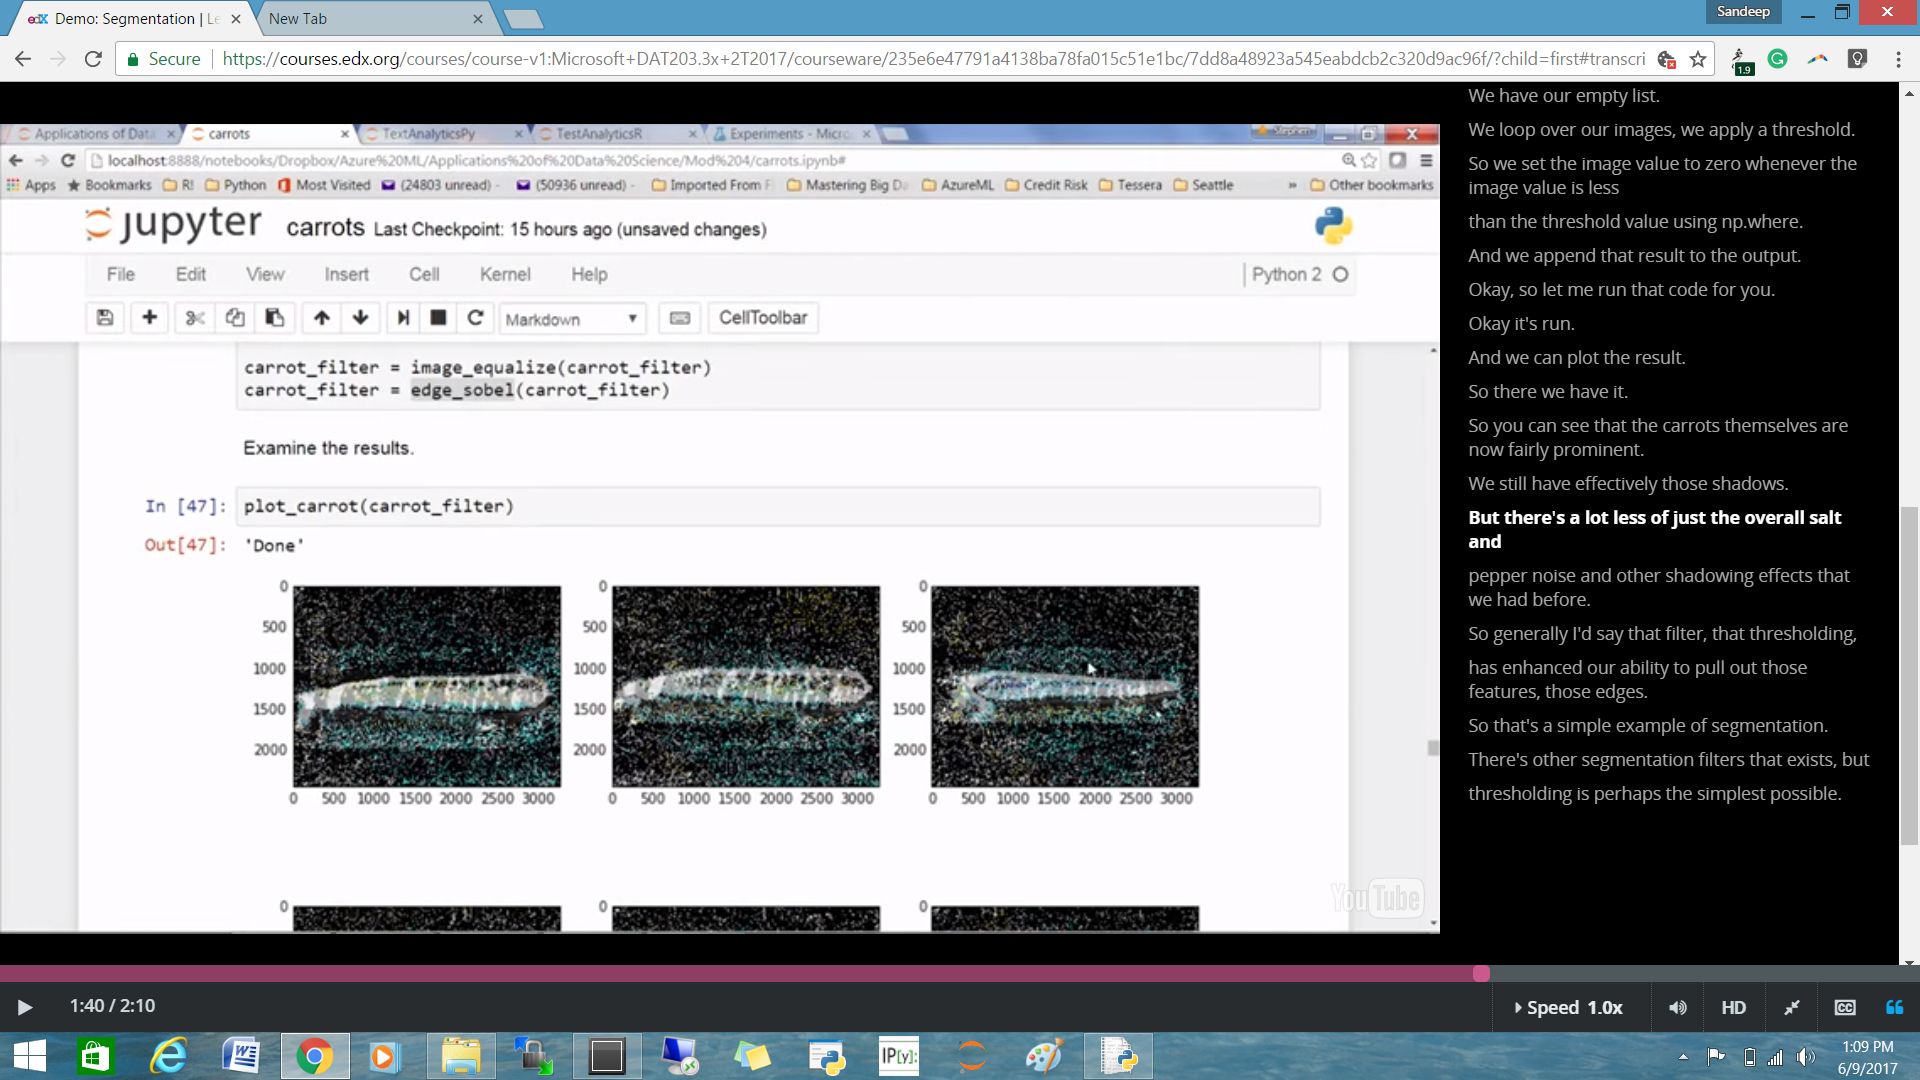 edX Demo: Segmentation | Le
New Tab
Sandeep
Secure
https://courses.edx.org/courses/course-v1:Microsoft+DAT203.3x+2T2017/courseware/235e6e47791a4138ba78fa015c51e1bc/7dd8a48923a545eabdcb2c320d9ac96f/?child=first#transcri
1.9
Applications of Data
carrots
TextAnalyticsPy
TestAnalyticsR
Experiments - Micro
Stephen
localhost:8888/notebooks/Dropbox/Azure%20ML/Applications%20of%20Data%20Science/Mod%204/carrots.ipynb#
Apps Bookmarks R! Python Most Visited (24803 unread) - (50936 unread) - Imported From F Mastering Big Da AzureML Credit Risk Tessera Seattle » Other bookmarks
jupyter carrots Last Checkpoint: 15 hours ago (unsaved changes)
File Edit View Insert Cell Kernel Help
Python 2
Markdown
CellToolbar
carrot_filter = image_equalize(carrot_filter)
carrot_filter = edge_sobel(carrot_filter)
Examine the results.
In [47]: plot_carrot(carrot_filter)
Out[47]: 'Done'
0 0 0
500 500 500
1000 1000 1000
1500 1500 1500
2000 2000 2000
0 500 1000 1500 2000 2500 3000 0 500 1000 1500 2000 2500 3000 0 500 1000 1500 2000 2500 3000
0 0 0
YouTube
We have our empty list.
We loop over our images, we apply a threshold.
So we set the image value to zero whenever the
image value is less
than the threshold value using np.where.
And we append that result to the output.
Okay, so let me run that code for you.
Okay it's run.
And we can plot the result.
So there we have it.
So you can see that the carrots themselves are
now fairly prominent.
We still have effectively those shadows.
But there's a lot less of just the overall salt
and
pepper noise and other shadowing effects that
we had before.
So generally I'd say that filter, that thresholding,
has enhanced our ability to pull out those
features, those edges.
So that's a simple example of segmentation.
There's other segmentation filters that exists, but
thresholding is perhaps the simplest possible.
1:40 / 2:10
Speed 1.0x
HD
CC
IP[y]:
1:09 PM
6/9/2017